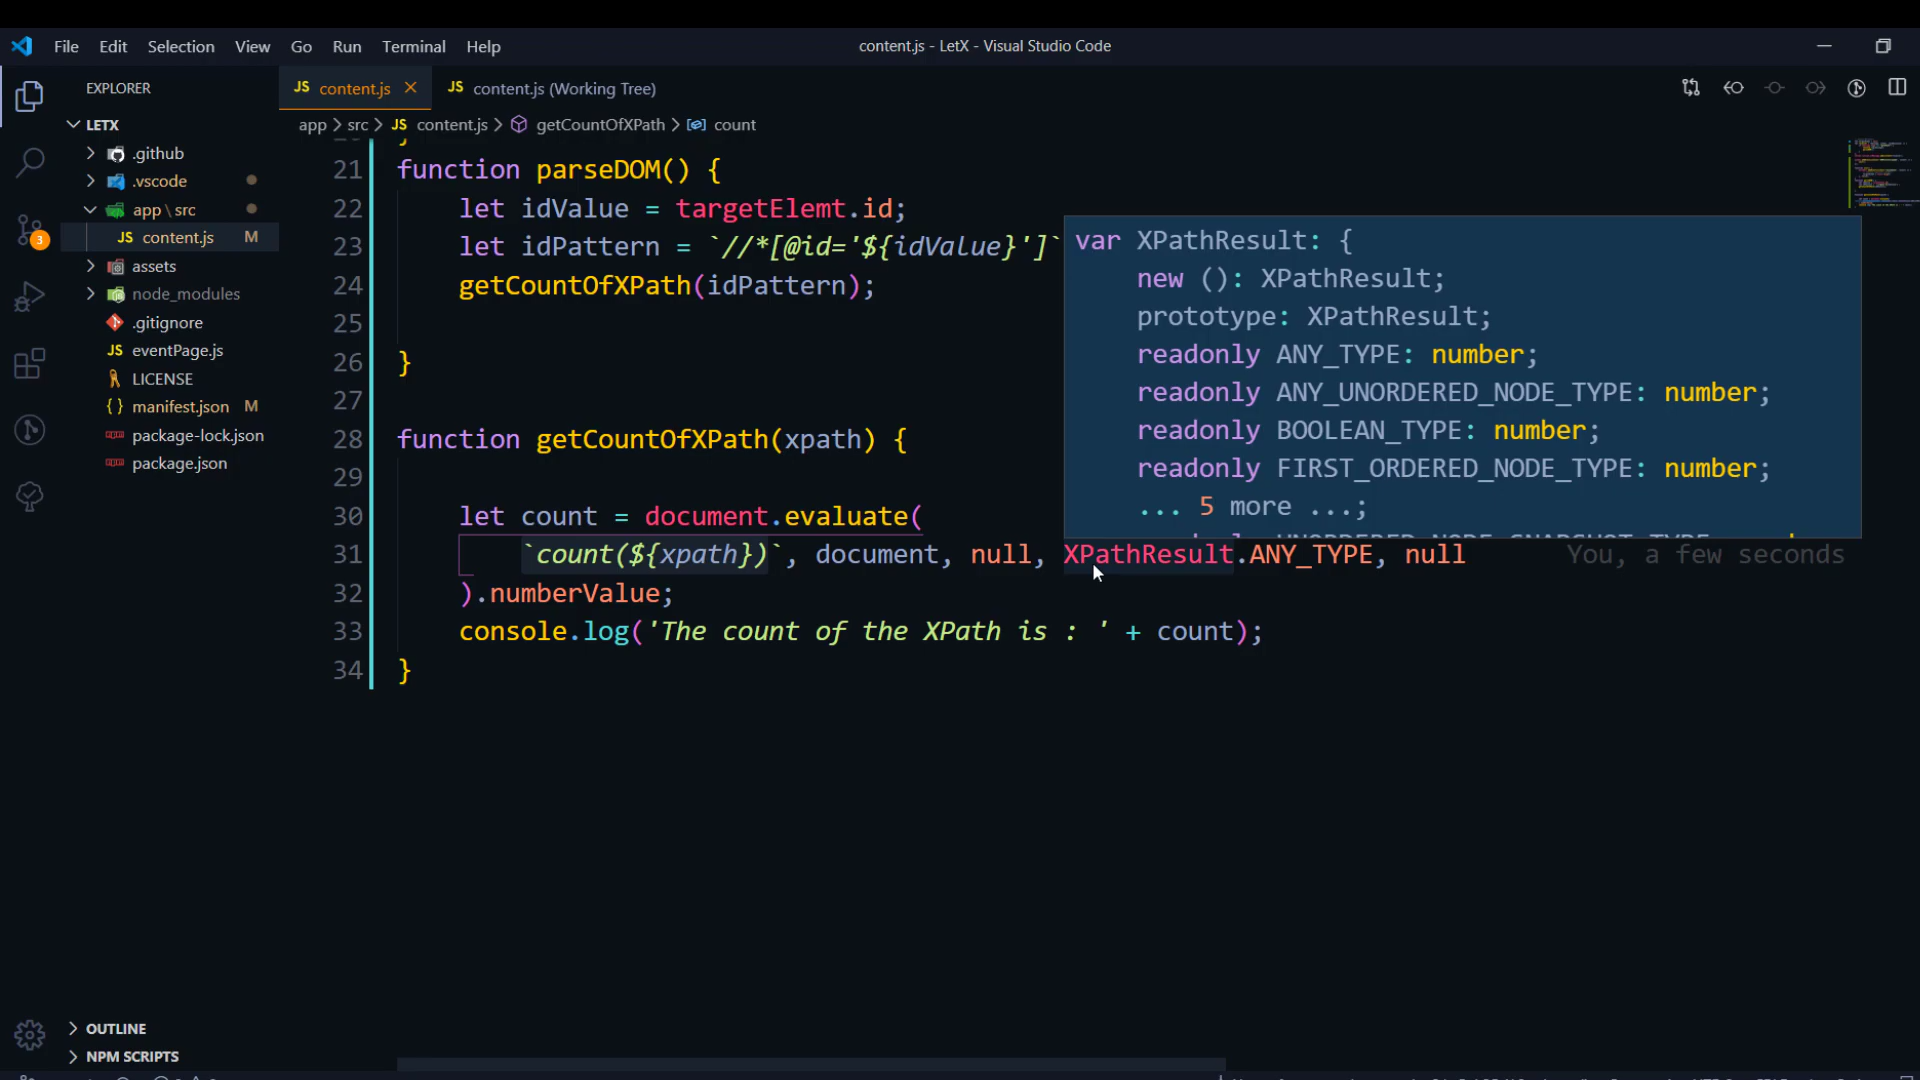 File Edit Selection View Go Run Terminal Help
content.js - LetX - Visual Studio Code
EXPLORER
JS content.js
JS content.js (Working Tree)
LETX
app > src > JS content.js > getCountOfXPath > count
.github
.vscode
app \ src
JS content.js M
assets
node_modules
.gitignore
JS eventPage.js
LICENSE
{ } manifest.json M
package-lock.json
package.json
3
}
21 function parseDOM() {
22 let idValue = targetElemt.id;
23 let idPattern = `//*[@id='${idValue}']`
24 getCountOfXPath(idPattern);
25
26 }
27
28 function getCountOfXPath(xpath) {
29
30 let count = document.evaluate(
31 `count(${xpath})`, document, null, XPathResult.ANY_TYPE, null You, a few seconds
32 ).numberValue;
33 console.log('The count of the XPath is : ' + count);
34 }
var XPathResult: {
new (): XPathResult;
prototype: XPathResult;
readonly ANY_TYPE: number;
readonly ANY_UNORDERED_NODE_TYPE: number;
readonly BOOLEAN_TYPE: number;
readonly FIRST_ORDERED_NODE_TYPE: number;
... 5 more ...;
OUTLINE
NPM SCRIPTS